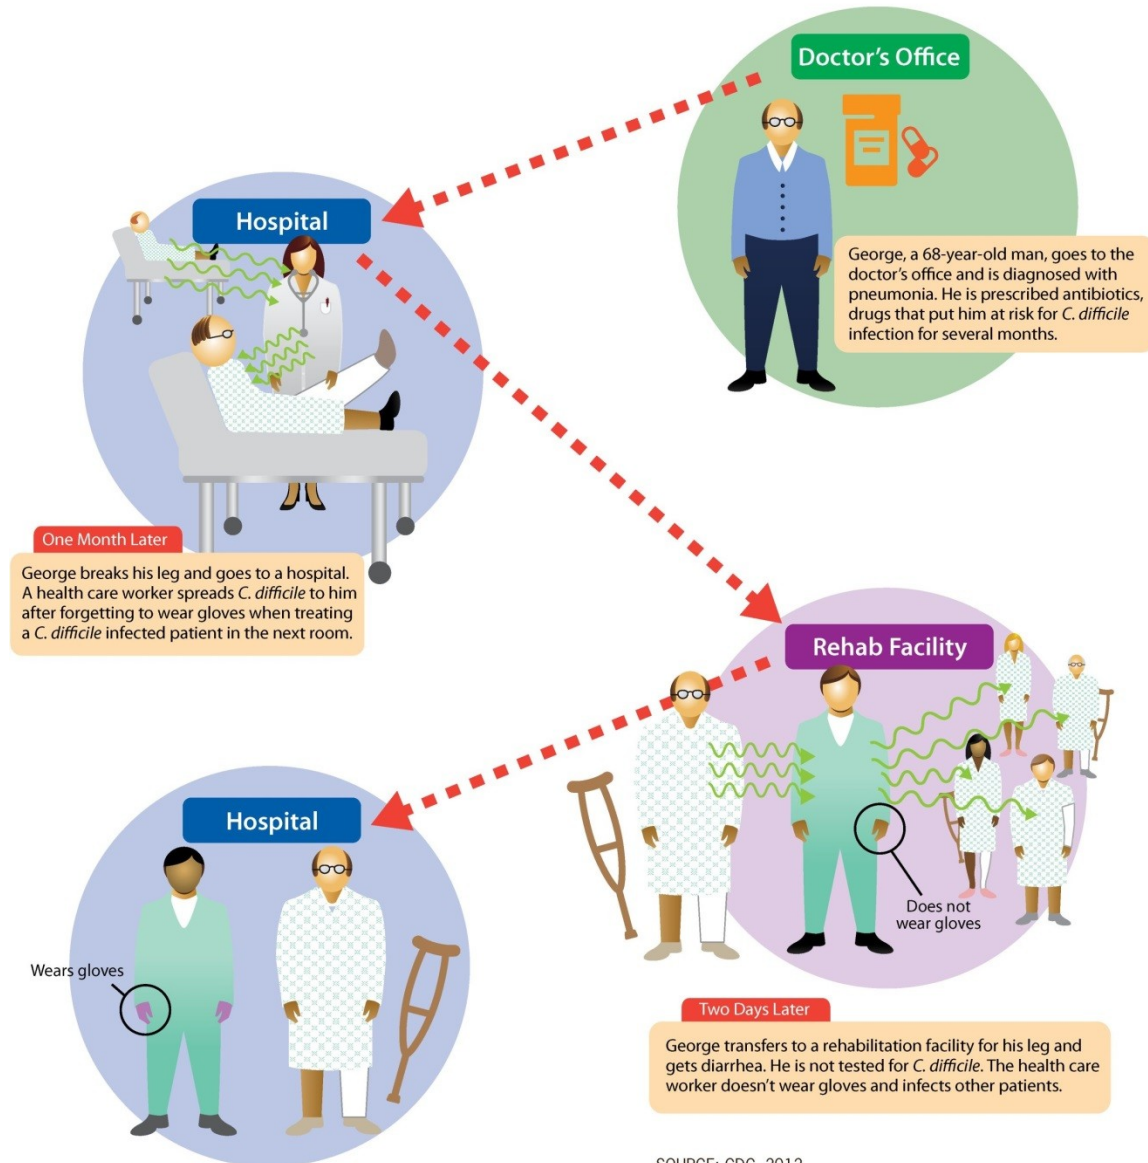 Doctor's Office
George, a 68-year-old man, goes to the
doctor's office and is diagnosed with
pneumonia. He is prescribed antibiotics,
drugs that put him at risk for C. difficile
infection for several months.
Hospital
One Month Later
George breaks his leg and goes to a hospital.
A health care worker spreads C. difficile to him
after forgetting to wear gloves when treating
a C. difficile infected patient in the next room.
Rehab Facility
Does not
wear gloves
Two Days Later
George transfers to a rehabilitation facility for his leg and
gets diarrhea. He is not tested for C. difficile. The health care
worker doesn't wear gloves and infects other patients.
Hospital
Wears gloves
SOURCE: CDC, 2012